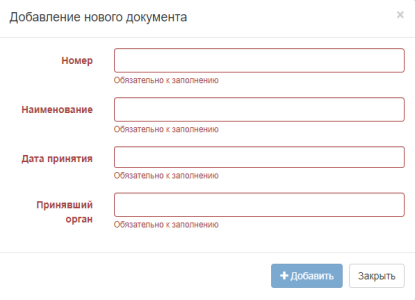 Добавление нового документа ×
Номер
Обязательно к заполнению
Наименование
Обязательно к заполнению
Дата принятия
Обязательно к заполнению
Принявший
орган
Обязательно к заполнению
+ Добавить Закрыть